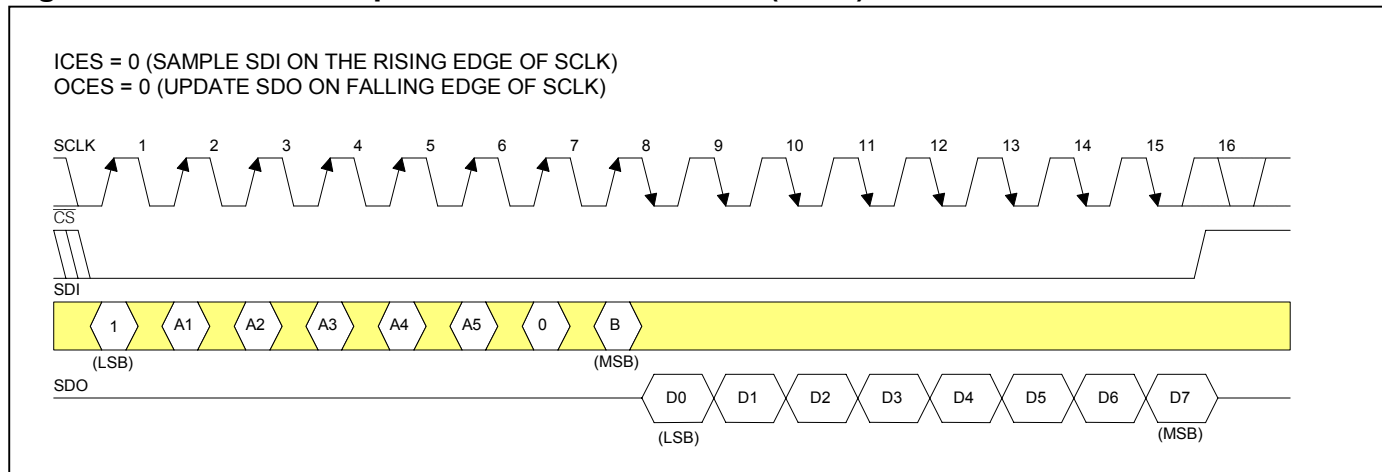 ICES = 0 (SAMPLE SDI ON THE RISING EDGE OF SCLK)
OCES = 0 (UPDATE SDO ON FALLING EDGE OF SCLK)
SCLK 1 2 3 4 5 6 7 8 9 10 11 12 13 14 15 16
CS
SDI
1 A1 A2 A3 A4 A5 0 B
(LSB) (MSB)
SDO
D0 D1 D2 D3 D4 D5 D6 D7
(LSB) (MSB)